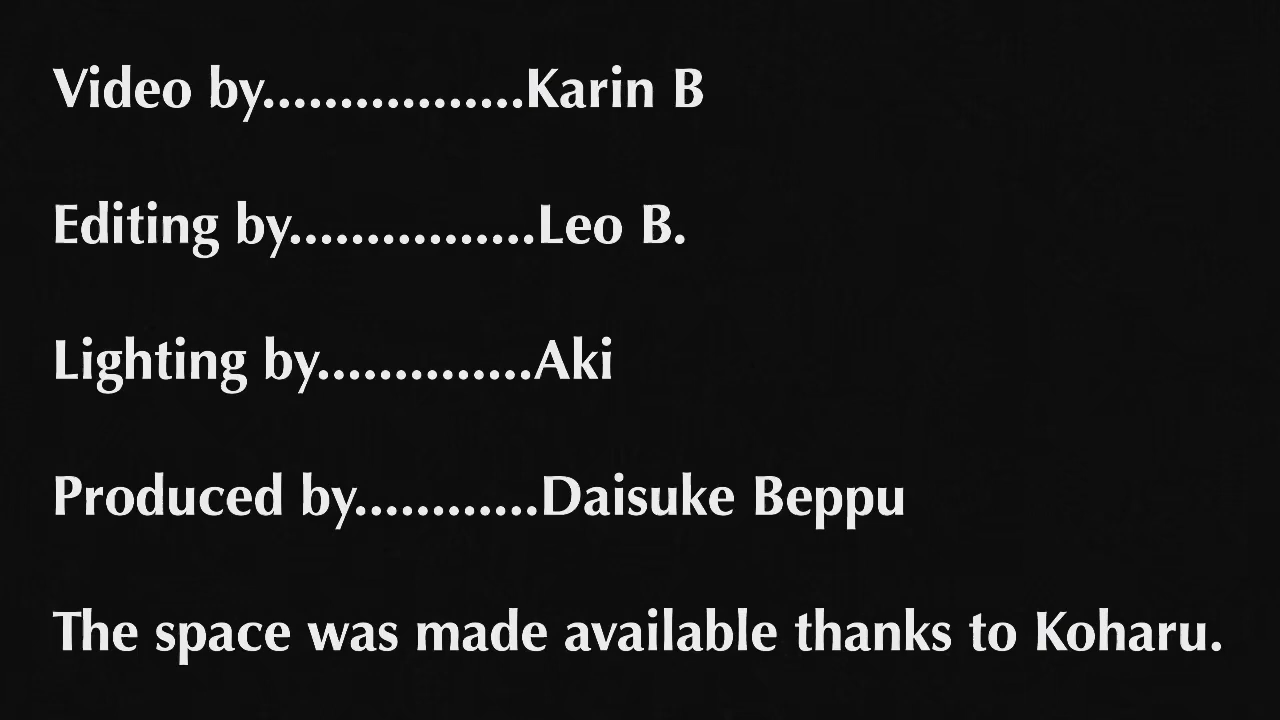 Video by.................Karin B
Editing by................Leo B.
Lighting by..............Aki
Produced by............Daisuke Beppu
The space was made available thanks to Koharu.